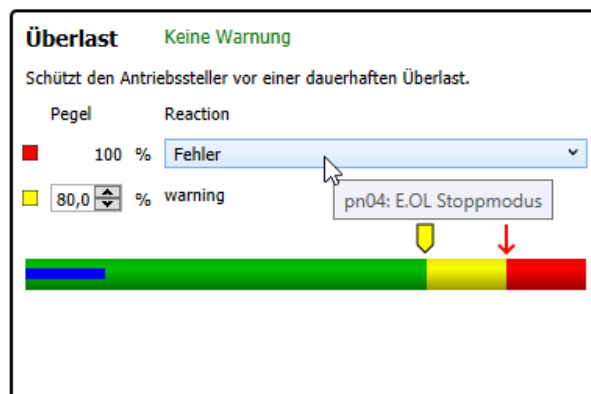 Überlast Keine Warnung
Schützt den Antriebssteller vor einer dauerhaften Überlast.
Pegel Reaction
100 % Fehler
80,0 % warning
pn04: E.OL Stoppmodus